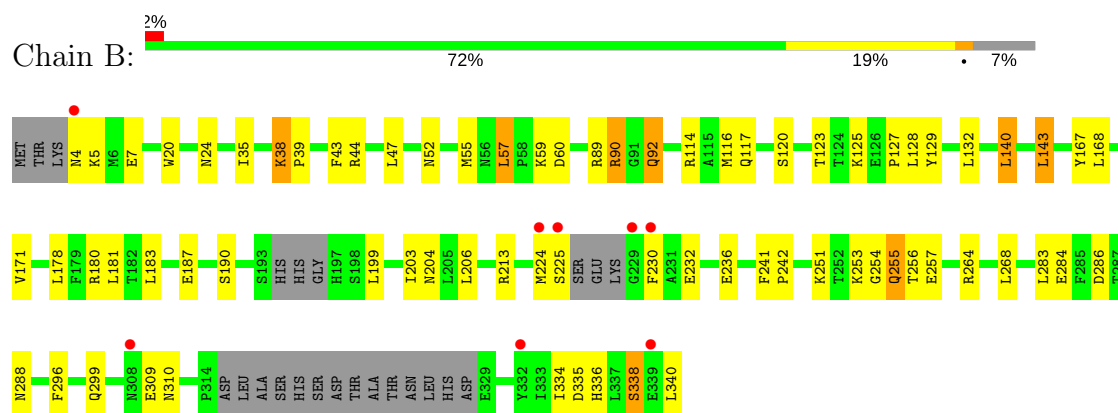 2%
Chain B:
72% 19% • 7%
MET THR LYS N4 K5 M6 E7 W20 N24 I35 K38 P39 F43 R44 L47 N52 M55 N56 L57 P58 K59 D60 R89 R90 G91 Q92 R114 A115 M116 Q117 S120 T123 T124 K125 E126 P127 L128 Y129 L132 L140 L143 Y167 L168
V171 L178 F179 R180 L181 T182 L183 E187 S190 S193 HIS HIS GLY H197 S198 L199 I203 N204 L205 L206 R213 M224 S225 SER GLU LYS G229 F230 A231 E232 E236 F241 P242 K251 T252 K253 G254 Q255 T256 E257 R264 L268 L283 E284 F285 D286 T287
N288 F296 Q299 N308 E309 N310 P314 ASP LEU ALA SER HIS SER ASP THR ALA THR ASN LEU HIS ASP E329 Y332 I333 I334 D335 H336 L337 S338 E339 L340